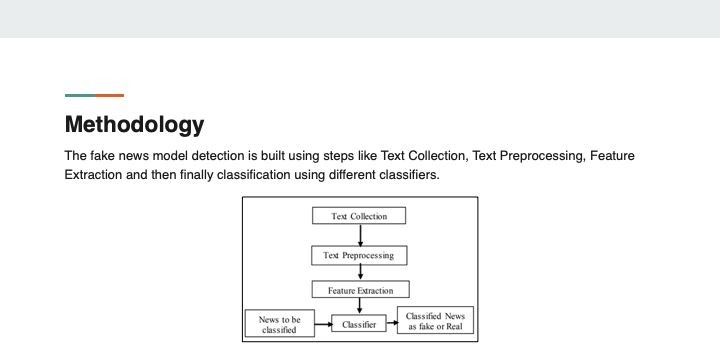 Methodology
The fake news model detection is built using steps like Text Collection, Text Preprocessing, Feature
Extraction and then finally classification using different classifiers.
Text Collection
Text Preprocessing
Feature Extraction
News to be
classified
Classifier
Classified News
as fake or Real